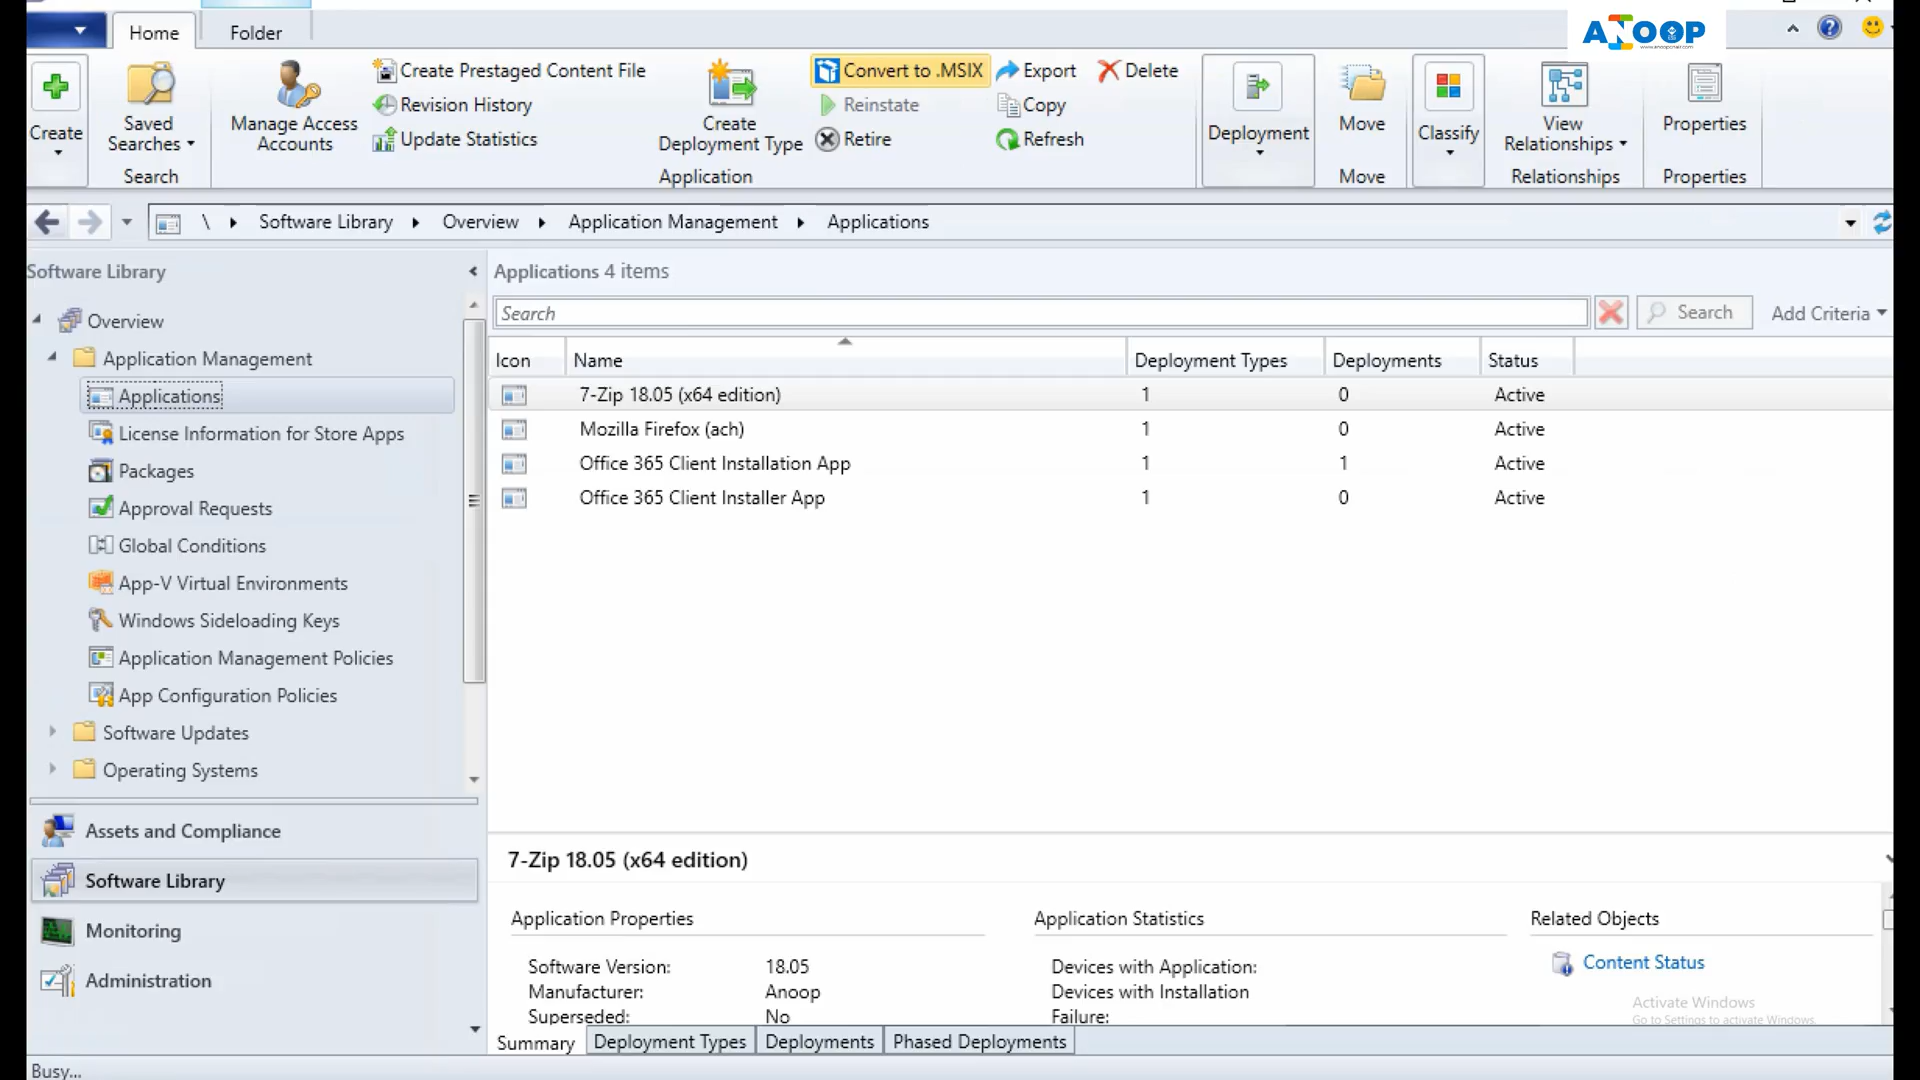 Home
Folder
ANOOP
Create
Saved
Searches
Search
Manage Access
Accounts
Create Prestaged Content File
Revision History
Update Statistics
Create
Deployment Type
Convert to .MSIX
Reinstate
Retire
Export
Copy
Refresh
Delete
Application
Deployment
Move
Move
Classify
View
Relationships
Relationships
Properties
Properties
\ Software Library Overview Application Management Applications
Software Library
Overview
Application Management
Applications
License Information for Store Apps
Packages
Approval Requests
Global Conditions
App-V Virtual Environments
Windows Sideloading Keys
Application Management Policies
App Configuration Policies
Software Updates
Operating Systems
Assets and Compliance
Software Library
Monitoring
Administration
Applications 4 items
Search
Search
Add Criteria
Icon Name Deployment Types Deployments Status
7-Zip 18.05 (x64 edition) 1 0 Active
Mozilla Firefox (ach) 1 0 Active
Office 365 Client Installation App 1 1 Active
Office 365 Client Installer App 1 0 Active
7-Zip 18.05 (x64 edition)
Application Properties
Software Version: 18.05
Manufacturer: Anoop
Superseded: No
Application Statistics
Devices with Application:
Devices with Installation
Failure:
Related Objects
Content Status
Activate Windows
Go to Settings to activate Windows.
Summary Deployment Types Deployments Phased Deployments
Busy...